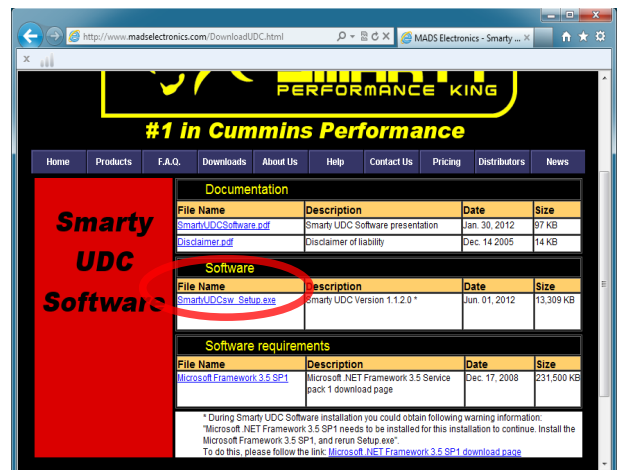 http://www.madselectronics.com/DownloadUDC.html
MADS Electronics - Smarty ...
x
SMARTY
PERFORMANCE KING
#1 in Cummins Performance
Home Products F.A.Q. Downloads About Us Help Contact Us Pricing Distributors News
Smarty
UDC
Software
Documentation
File Name Description Date Size
SmartyUDCSoftware.pdf Smarty UDC Software presentation Jan. 30, 2012 97 KB
Disclaimer.pdf Disclaimer of liability Dec. 14 2005 14 KB
Software
File Name Description Date Size
SmartyUDCsw_Setup.exe Smarty UDC Version 1.1.2.0 * Jun. 01, 2012 13,309 KB
Software requirements
File Name Description Date Size
Microsoft Framework 3.5 SP1 Microsoft .NET Framework 3.5 Service Dec. 17, 2008 231,500 KB
pack 1 download page
* During Smarty UDC Software installation you could obtain following warning information:
"Microsoft .NET Framework 3.5 SP1 needs to be installed for this installation to continue. Install the
Microsoft Framework 3.5 SP1, and rerun Setup.exe".
To do this, please follow the link: Microsoft .NET Framework 3.5 SP1 download page